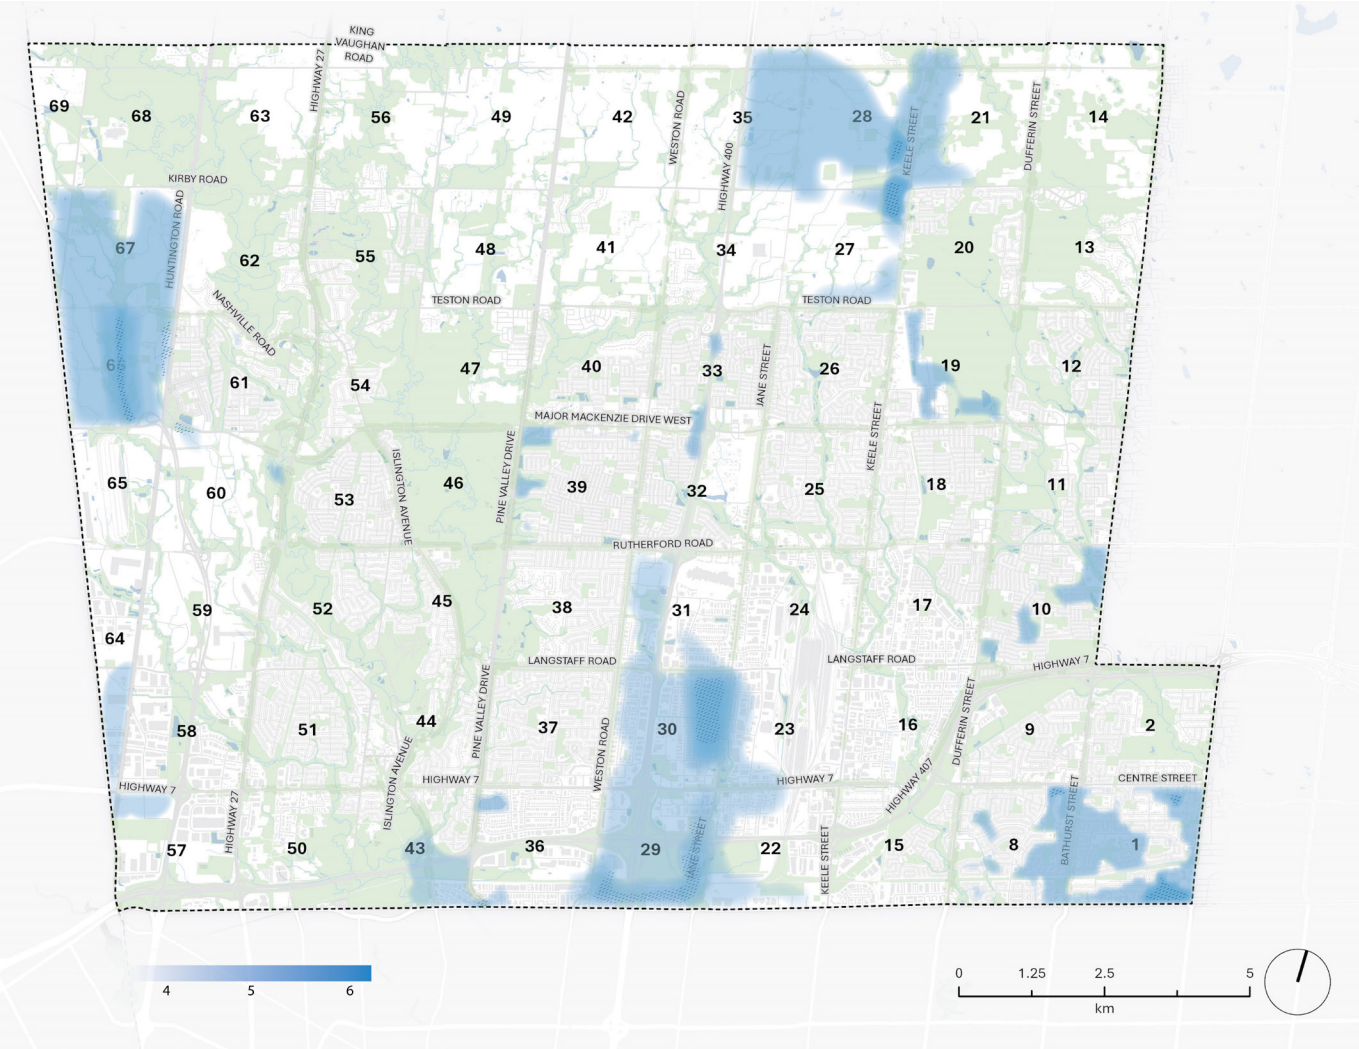 KING
VAUGHAN
ROAD
HIGHWAY 27
69
68
63
56
49
42
WESTON ROAD
35
28
KEELE STREET
21
DUFFERIN STREET
14
HIGHWAY 400
KIRBY ROAD
HUNTINGTON ROAD
67
62
55
48
41
34
27
20
13
NASHVILLE ROAD
TESTON ROAD
TESTON ROAD
66
61
54
47
40
33
JANE STREET
26
19
12
MAJOR MACKENZIE DRIVE WEST
KEELE STREET
65
60
53
ISLINGTON AVENUE
46
PINE VALLEY DRIVE
39
32
25
18
11
RUTHERFORD ROAD
64
59
52
45
38
31
24
17
10
LANGSTAFF ROAD
LANGSTAFF ROAD
HIGHWAY 7
58
51
44
PINE VALLEY DRIVE
37
WESTON ROAD
30
23
16
DUFFERIN STREET
9
2
HIGHWAY 7
HIGHWAY 27
ISLINGTON AVENUE
HIGHWAY 7
HIGHWAY 7
HIGHWAY 407
CENTRE STREET
57
50
43
36
29
JANE STREET
22
KEELE STREET
15
8
BATHURST STREET
1
4
5
6
0
1.25
2.5
5
km